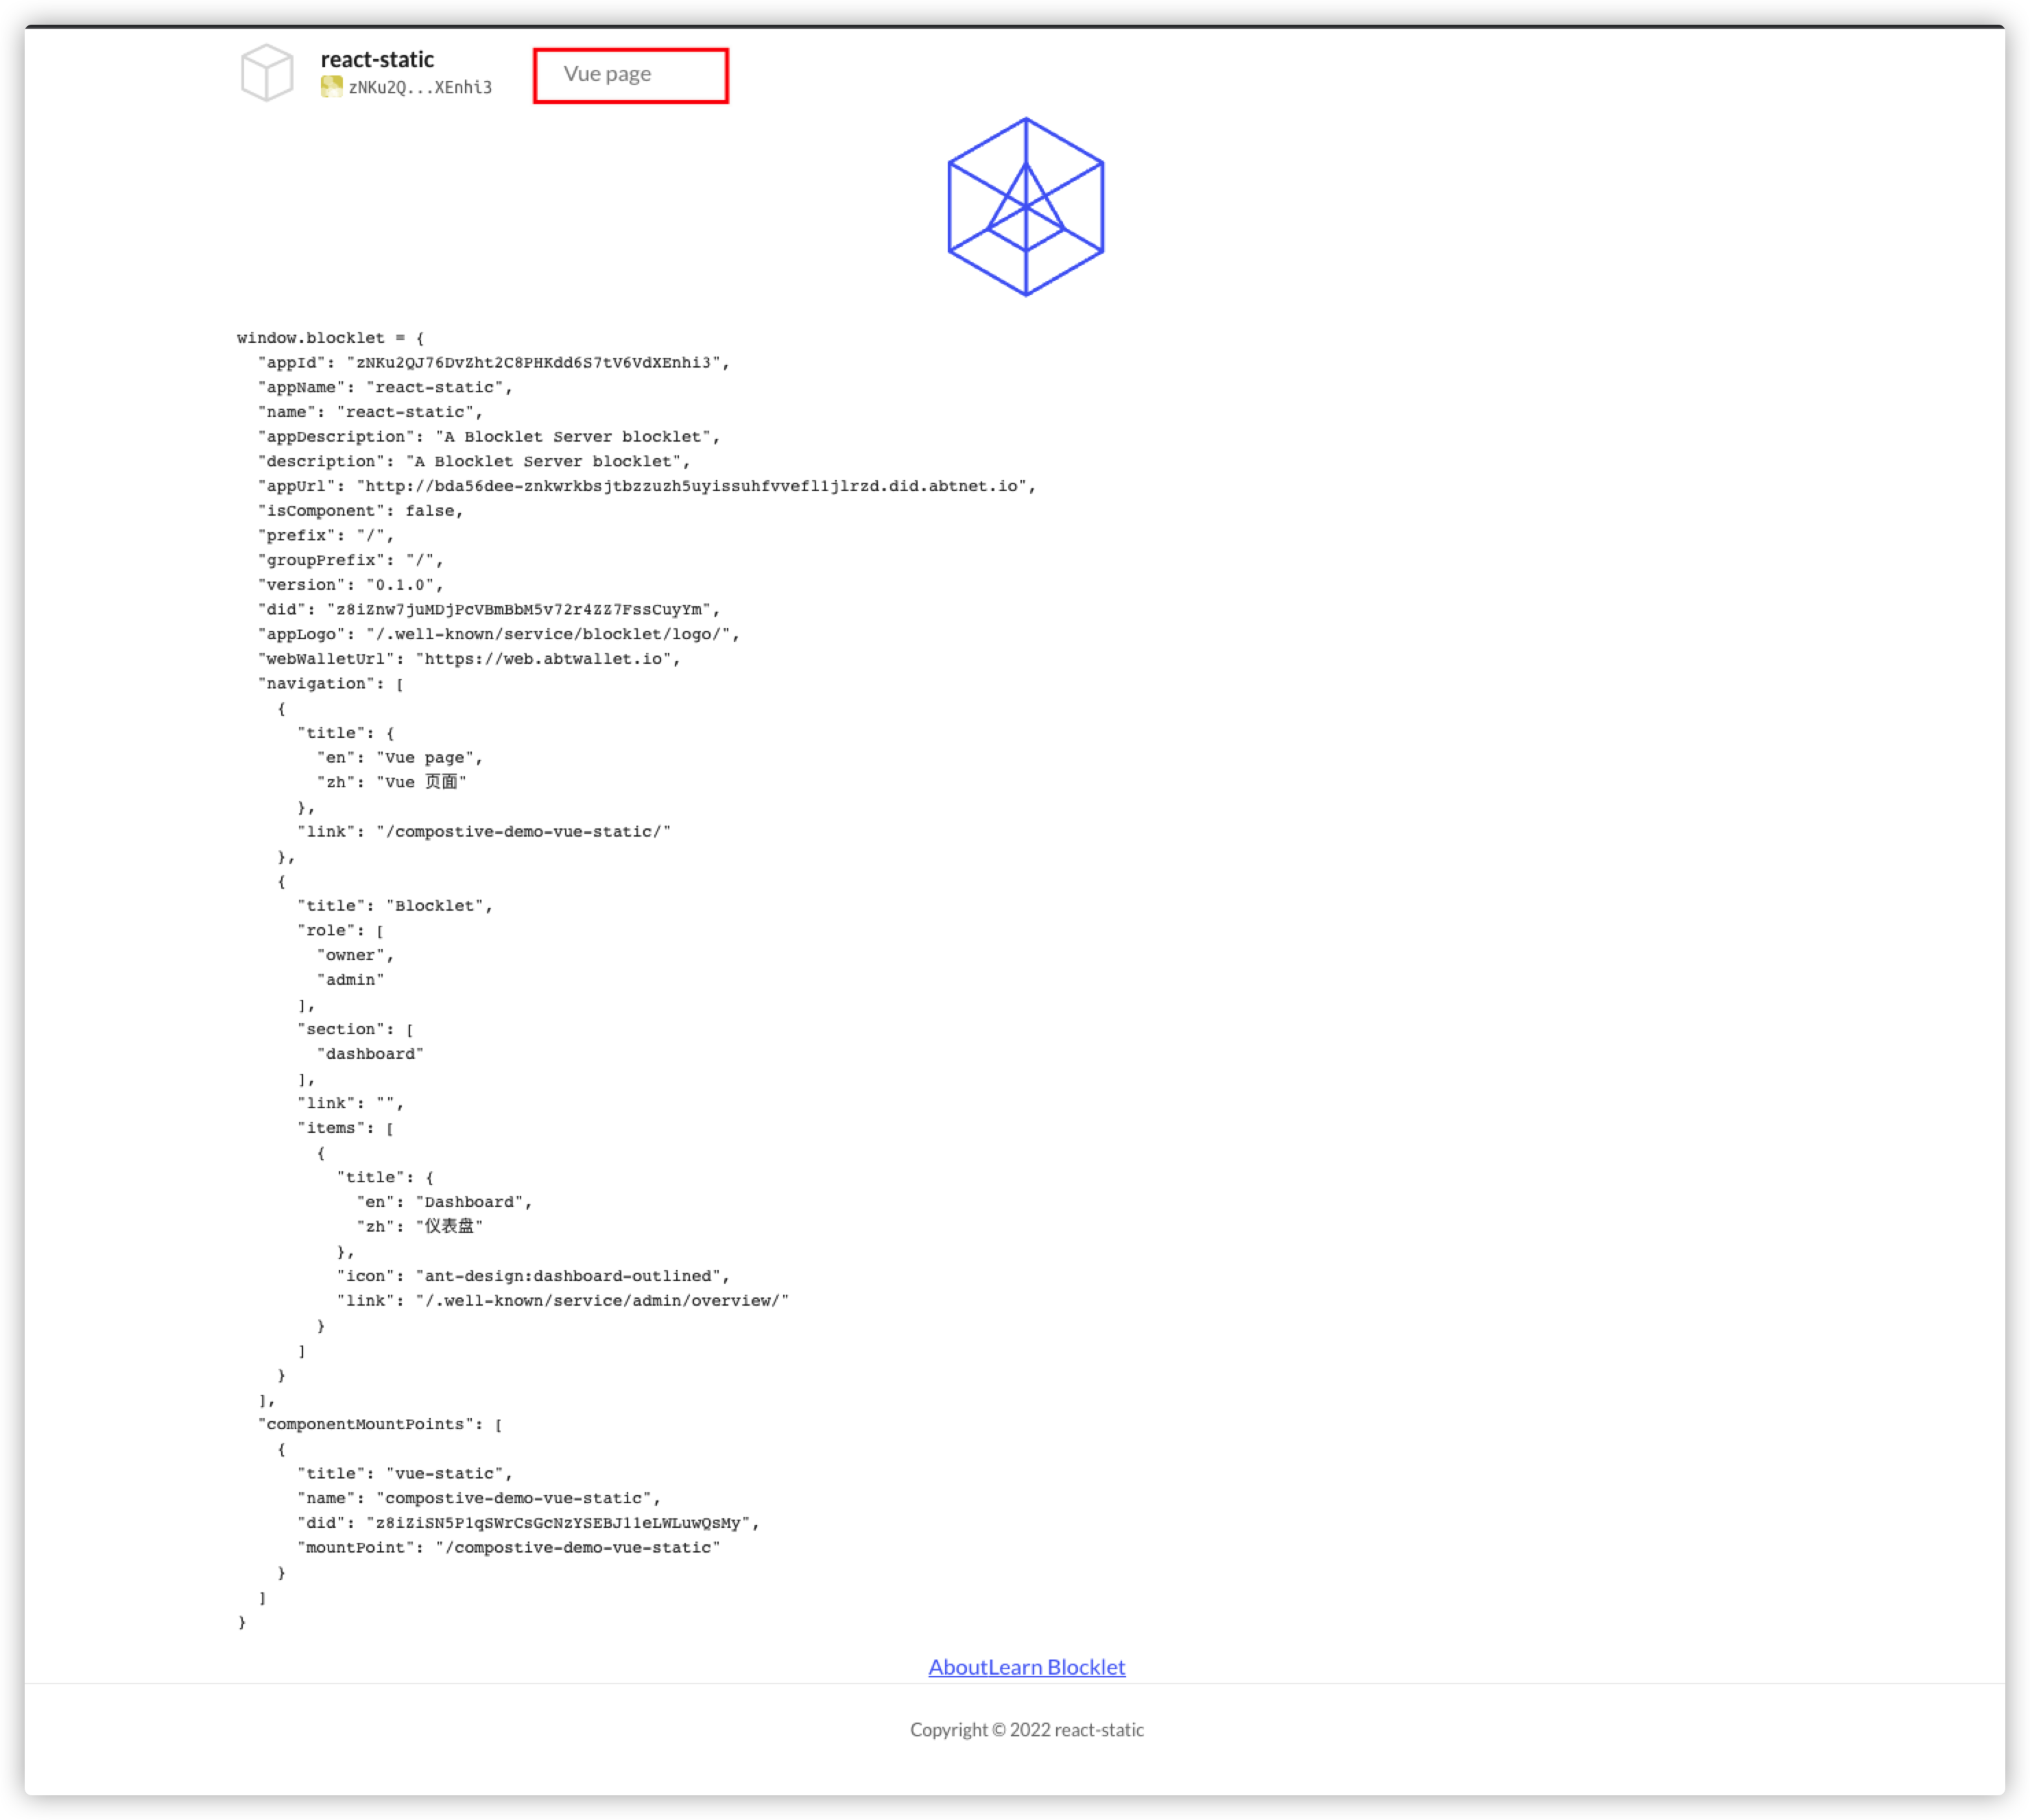 react-static
zNKu2Q...XEnhi3
Vue page
window.blocklet = {
"appId": "zNKu2QJ76DvZht2C8PHKdd6S7tV6VdXEnhi3",
"appName": "react-static",
"name": "react-static",
"appDescription": "A Blocklet Server blocklet",
"description": "A Blocklet Server blocklet",
"appUrl": "http://bda56dee-znkwrkbsjtbzzuzh5uyissuhfvvefl1jlrzd.did.abtnet.io",
"isComponent": false,
"prefix": "/",
"groupPrefix": "/",
"version": "0.1.0",
"did": "z8iZnw7juMDjPcVBmBbM5v72r4ZZ7FssCuyYm",
"appLogo": "/.well-known/service/blocklet/logo/",
"webWalletUrl": "https://web.abtwallet.io",
"navigation": [
{
"title": {
"en": "Vue page",
"zh": "Vue 页面"
},
"link": "/compostive-demo-vue-static/"
},
{
"title": "Blocklet",
"role": [
"owner",
"admin"
],
"section": [
"dashboard"
],
"link": "",
"items": [
{
"title": {
"en": "Dashboard",
"zh": "仪表盘"
},
"icon": "ant-design:dashboard-outlined",
"link": "/.well-known/service/admin/overview/"
}
]
}
],
"componentMountPoints": [
{
"title": "vue-static",
"name": "compostive-demo-vue-static",
"did": "z8iZiSN5P1qSWrCsGcNzYSEBJ11eLWLuwQsMy",
"mountPoint": "/compostive-demo-vue-static"
}
]
}
AboutLearn Blocklet
Copyright © 2022 react-static